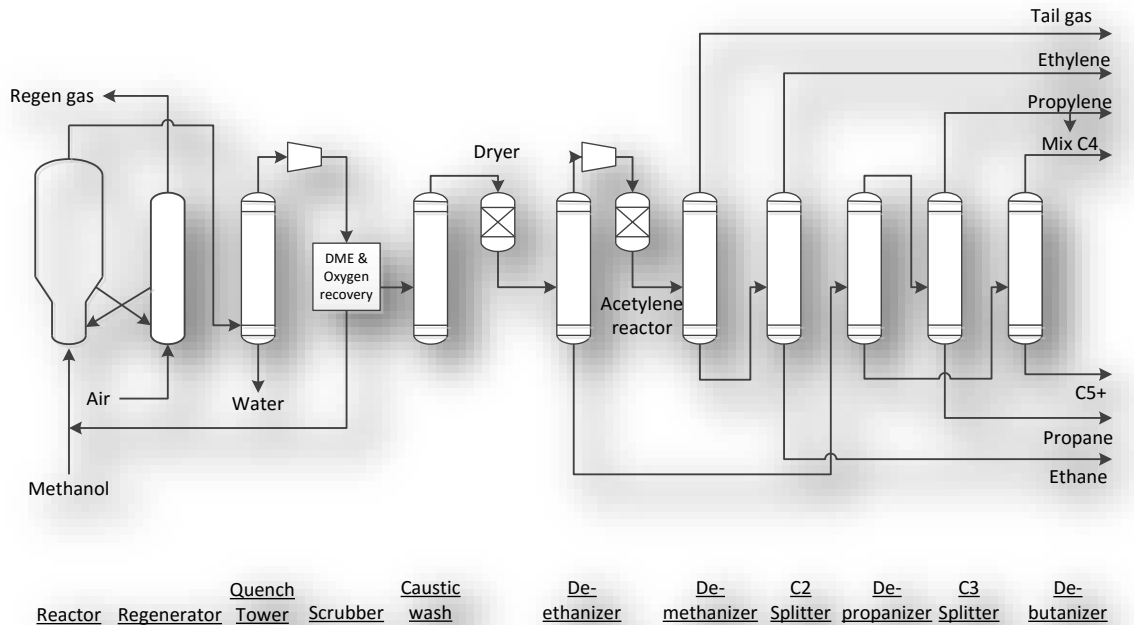 Tail gas
Ethylene
Regen gas
Propylene
Mix C4
Dryer
DME &
Oxygen
recovery
Acetylene
reactor
Air
Water
C5+
Propane
Methanol
Ethane
Reactor
Regenerator
Quench
Tower
Scrubber
Caustic
wash
De-
ethanizer
De-
methanizer
C2
Splitter
De-
propanizer
C3
Splitter
De-
butanizer